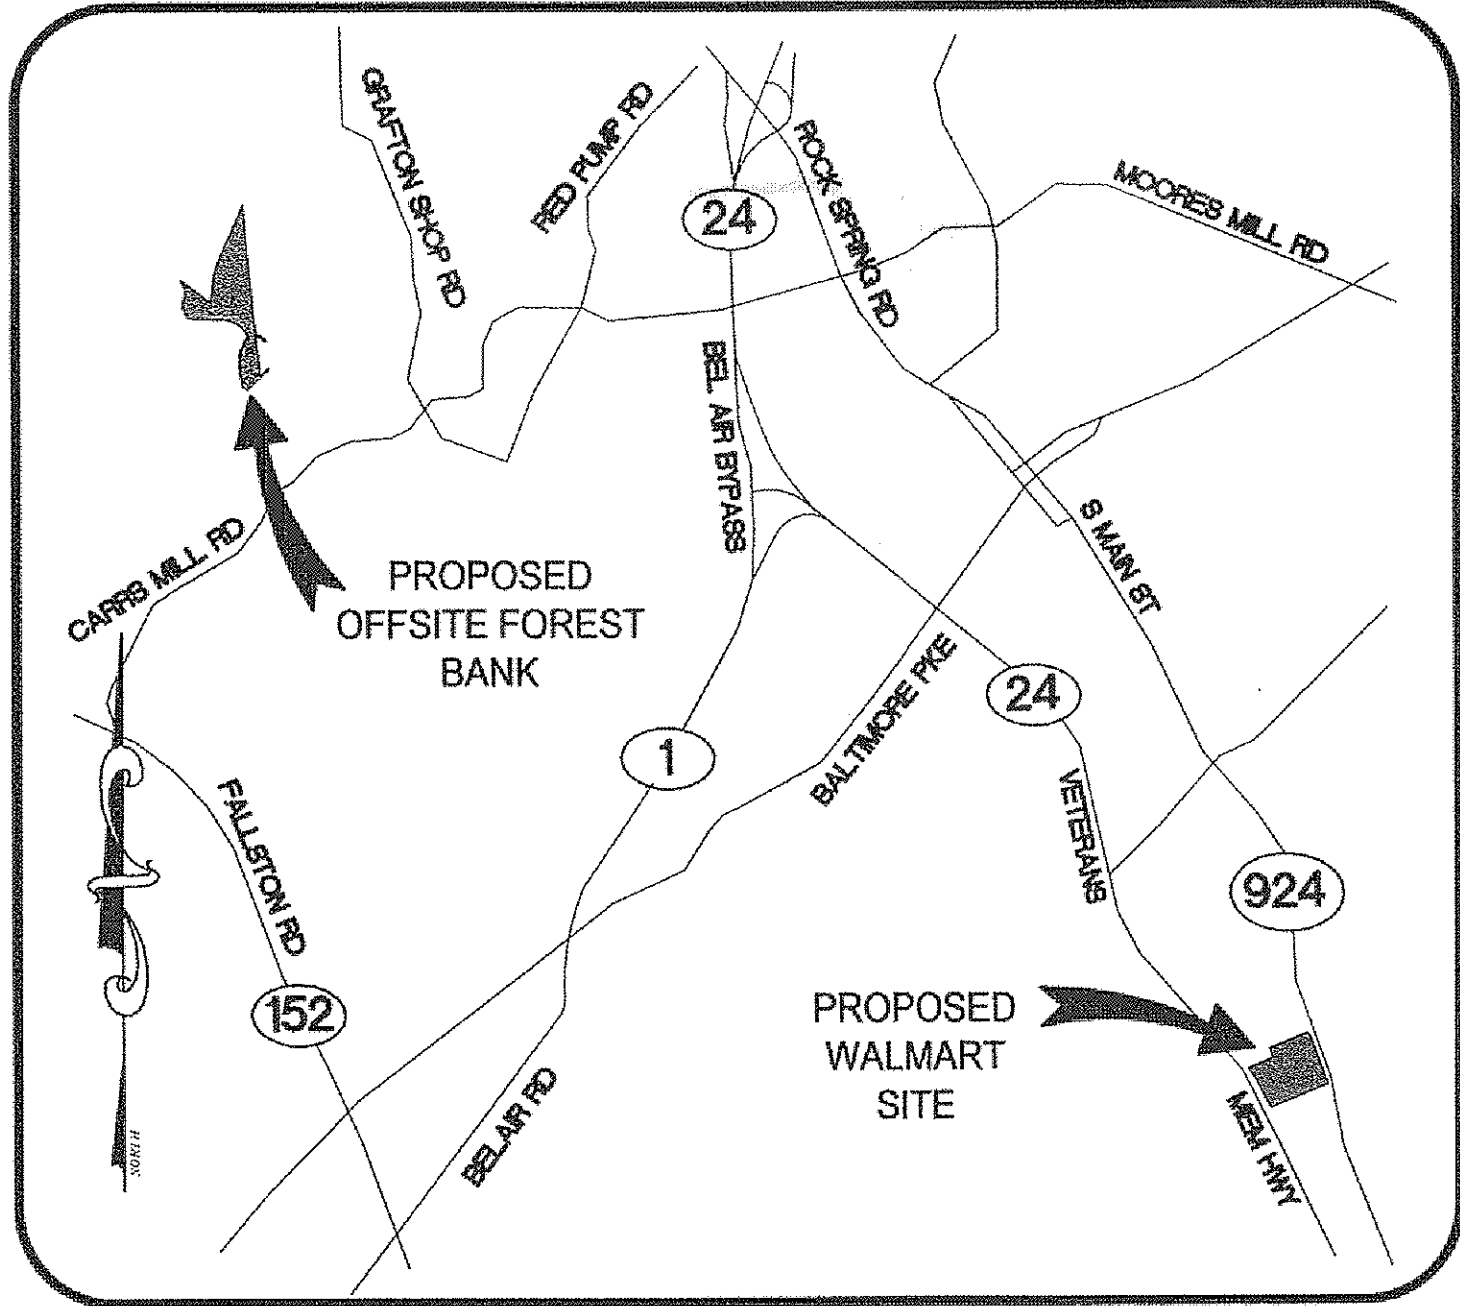 GRAFTON SHOP RD
RED PUMP RD
24
ROCK SPRING RD
MOORES MILL RD
BEL AIR BYPASS
CARRS MILL RD
PROPOSED
OFFSITE FOREST
BANK
S MAIN ST
BALTIMORE PKE
24
1
VETERANS
FALLSTON RD
924
152
PROPOSED
WALMART
SITE
BELAIR RD
MEM HWY
NORTH